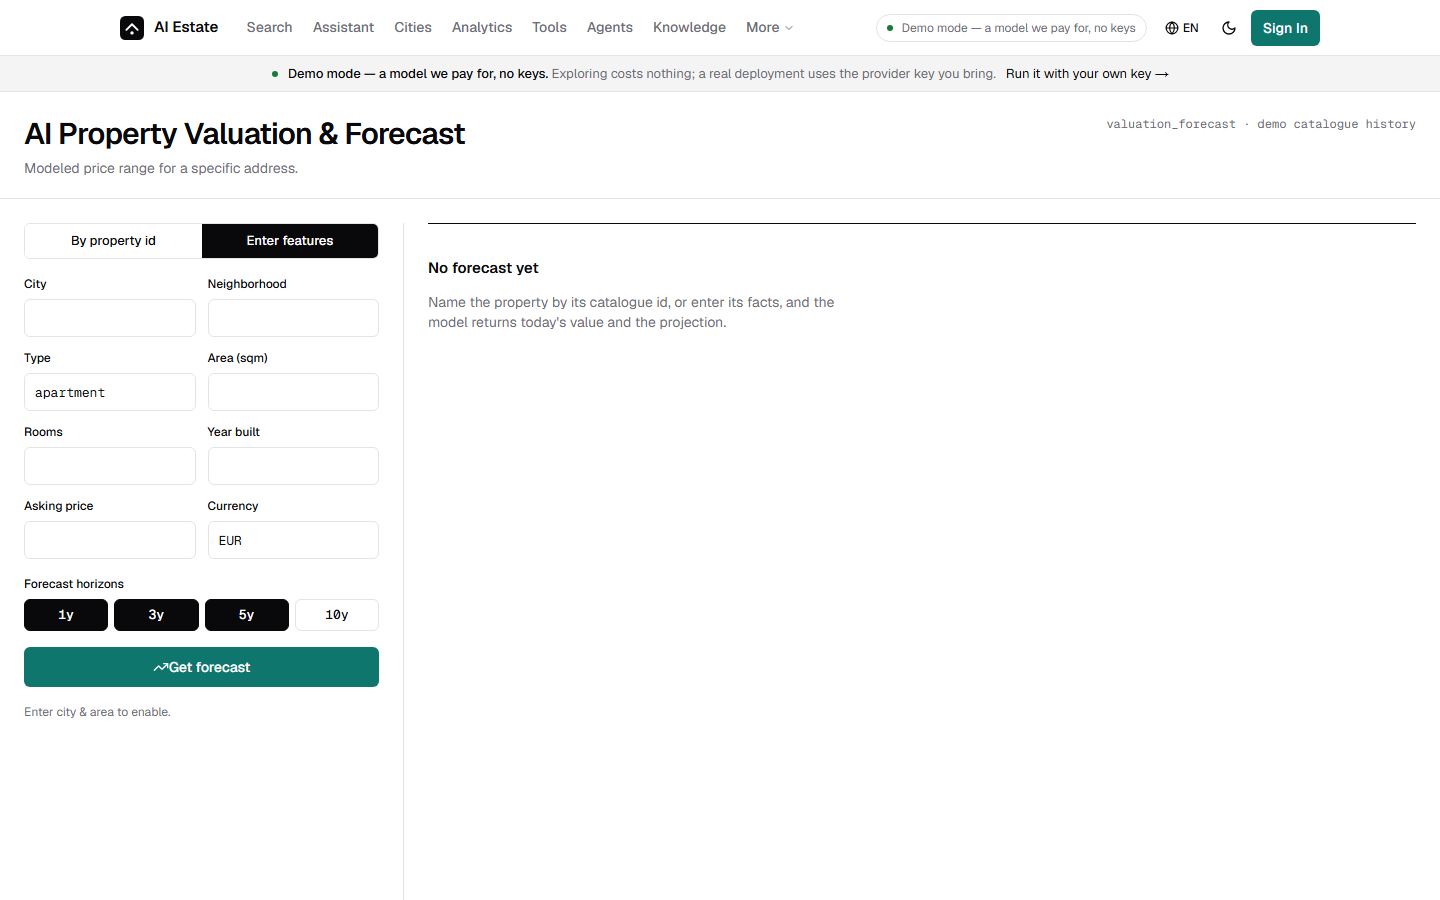 AI Estate
Search
Assistant
Cities
Analytics
Tools
Agents
Knowledge
More
Demo mode — a model we pay for, no keys
EN
Sign In
Demo mode — a model we pay for, no keys. Exploring costs nothing; a real deployment uses the provider key you bring. Run it with your own key →
AI Property Valuation & Forecast
valuation_forecast · demo catalogue history
Modeled price range for a specific address.
By property id
Enter features
City
Neighborhood
Type
Area (sqm)
apartment
Rooms
Year built
Asking price
Currency
EUR
Forecast horizons
1y
3y
5y
10y
Get forecast
Enter city & area to enable.
No forecast yet
Name the property by its catalogue id, or enter its facts, and the
model returns today's value and the projection.